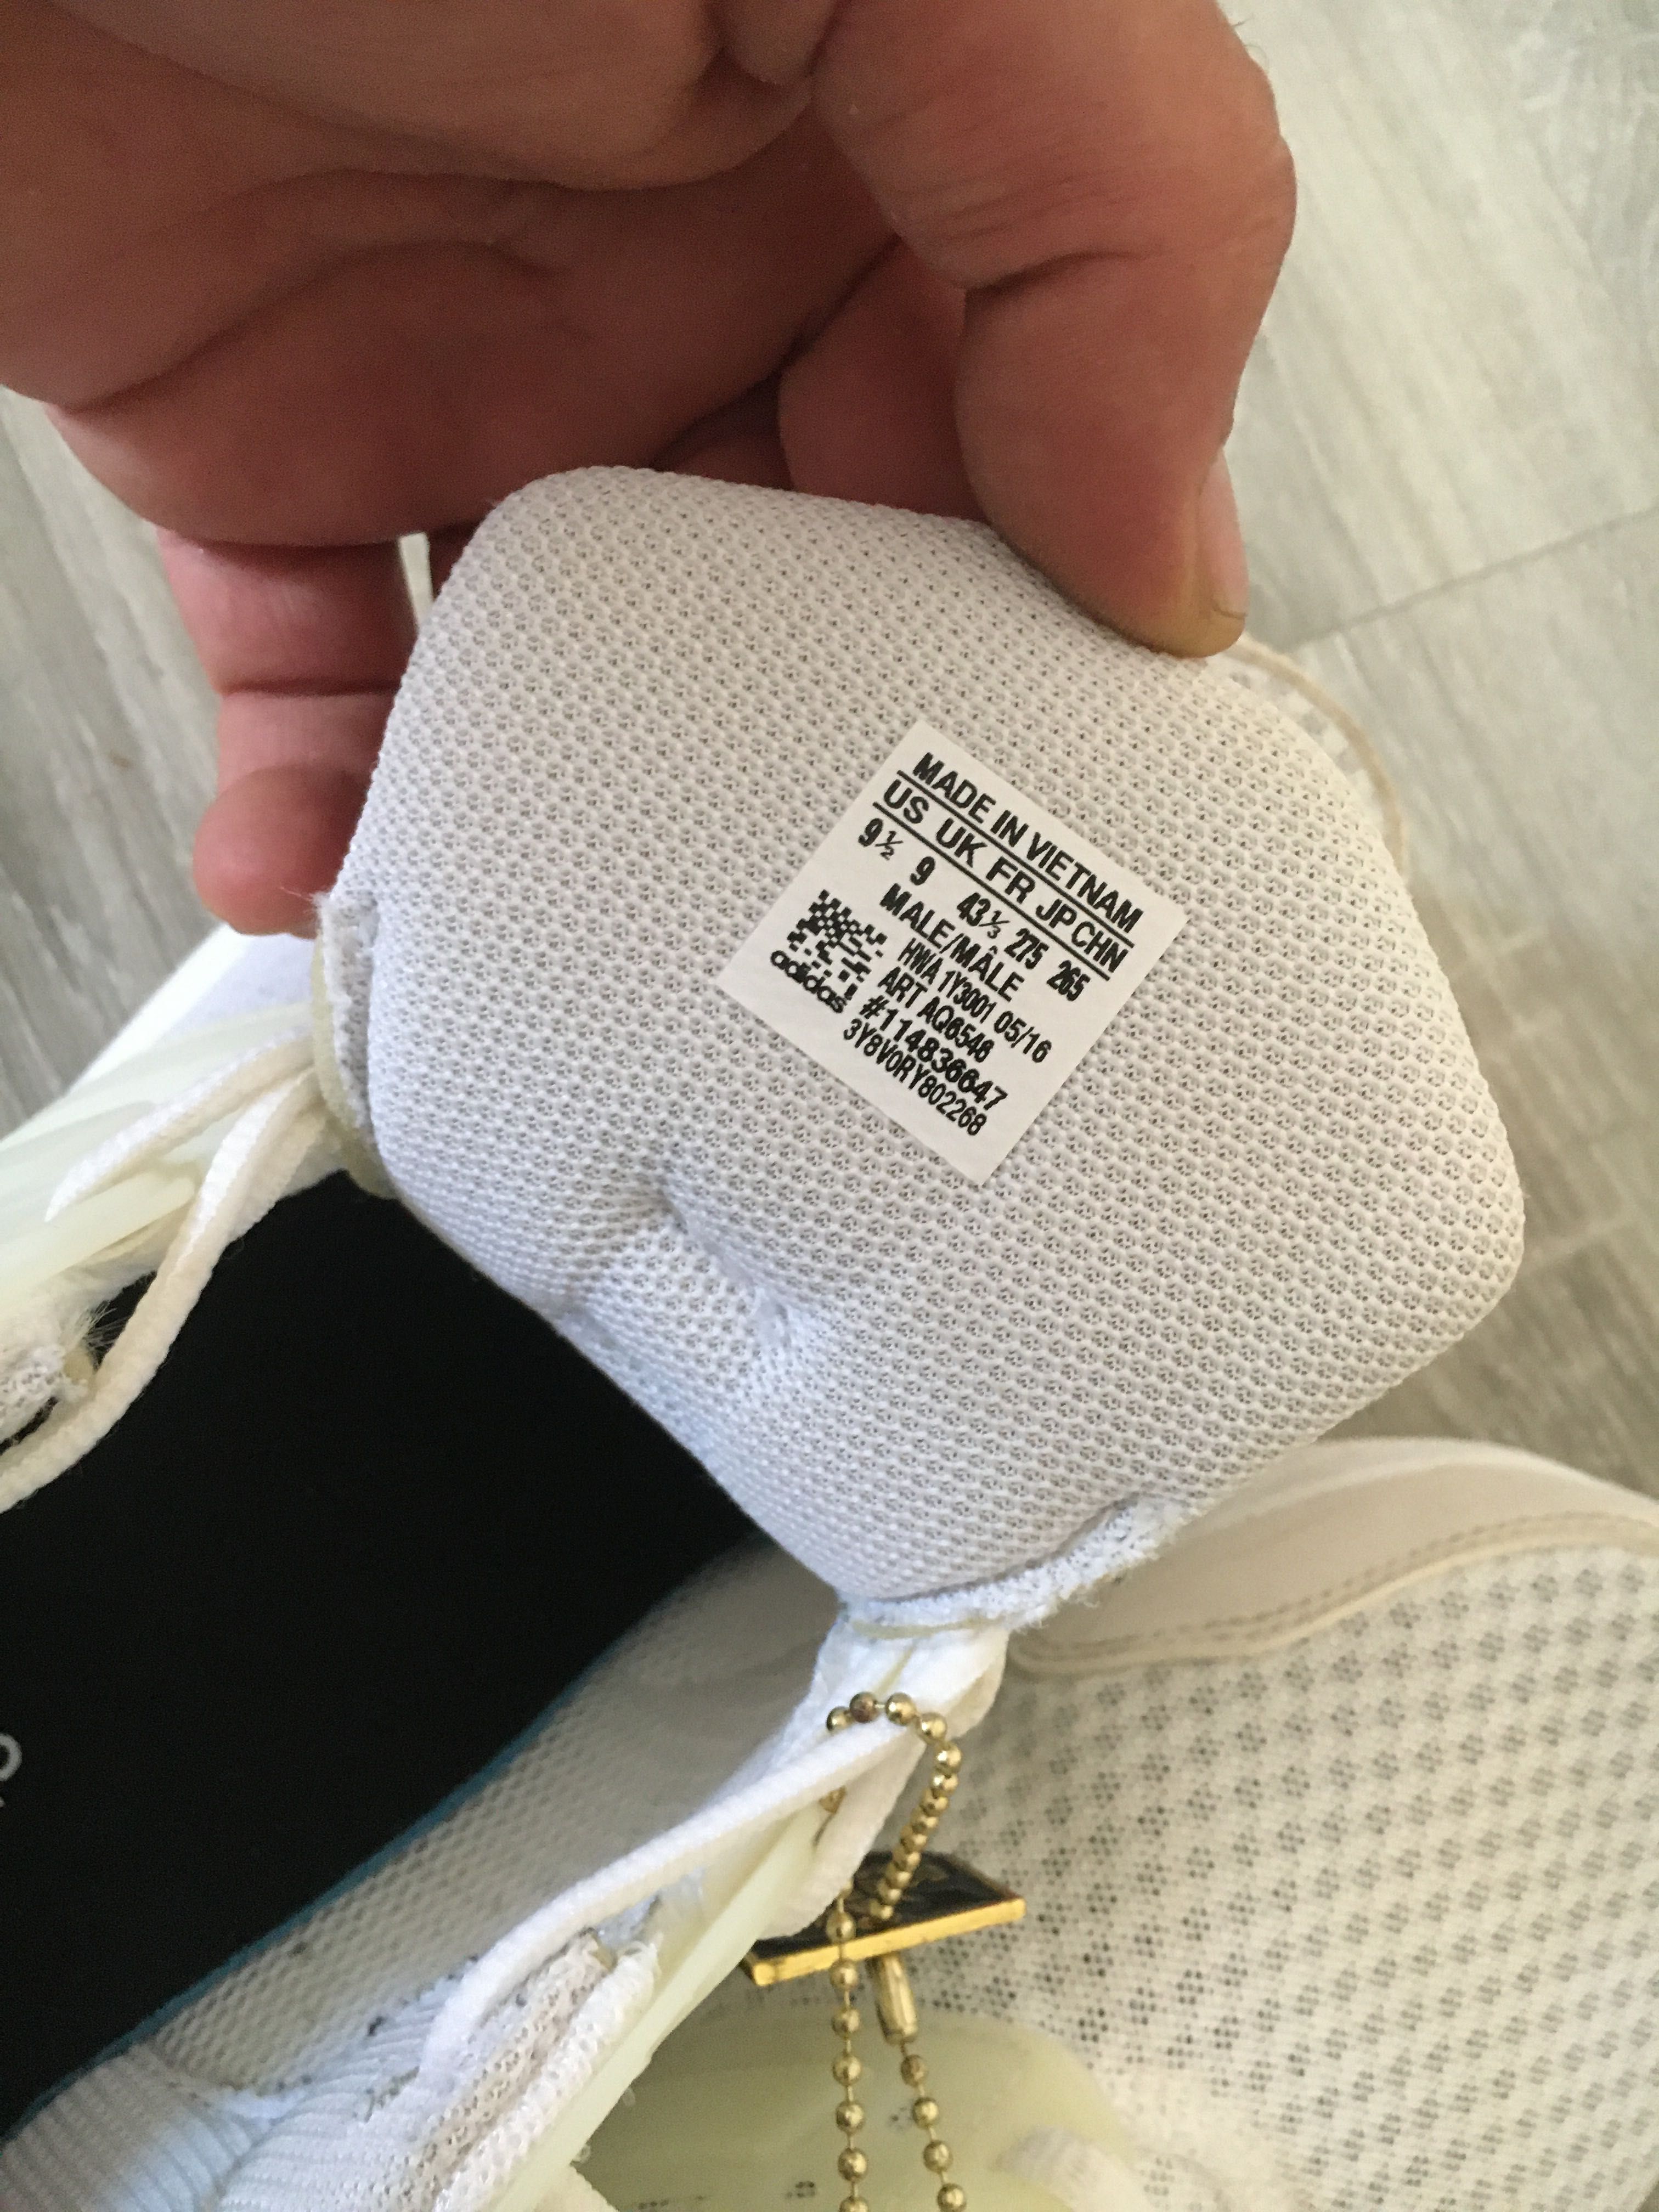 MADE IN VIETNAM
US UK FR JP CHN
9½ 9 43⅓ 275 265
MALE/MÂLE
HWA 1Y3001 05/16
ART AQ6546
#114836647
3Y8V0RY802268
adidas